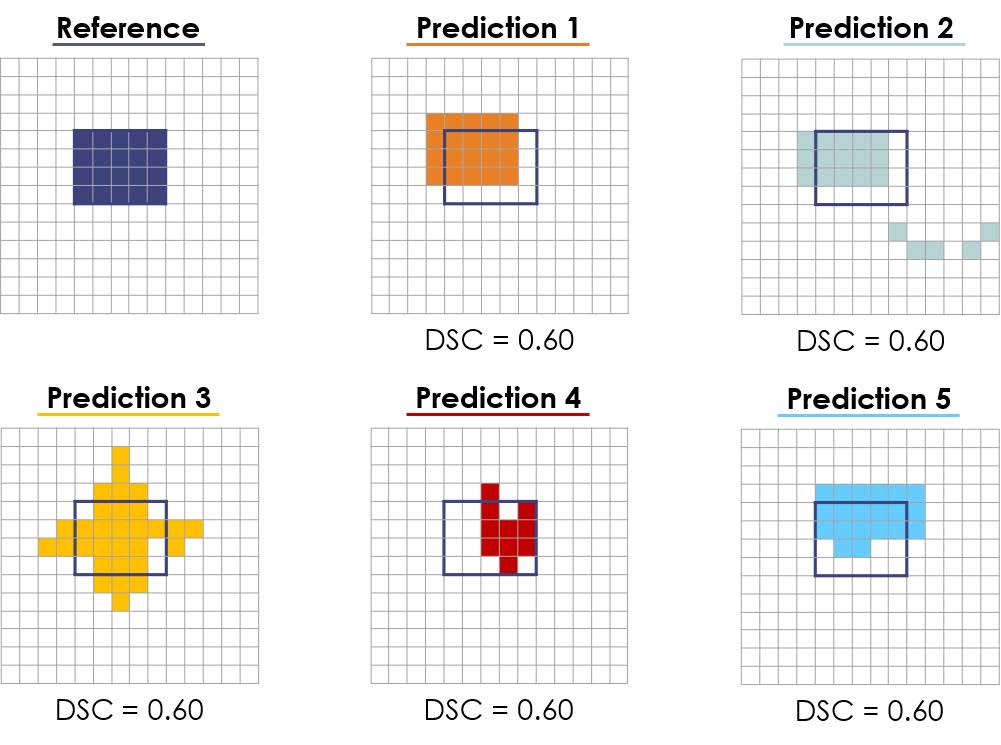 Reference
Prediction 1
Prediction 2
DSC = 0.60
DSC = 0.60
Prediction 3
Prediction 4
Prediction 5
DSC = 0.60
DSC = 0.60
DSC = 0.60